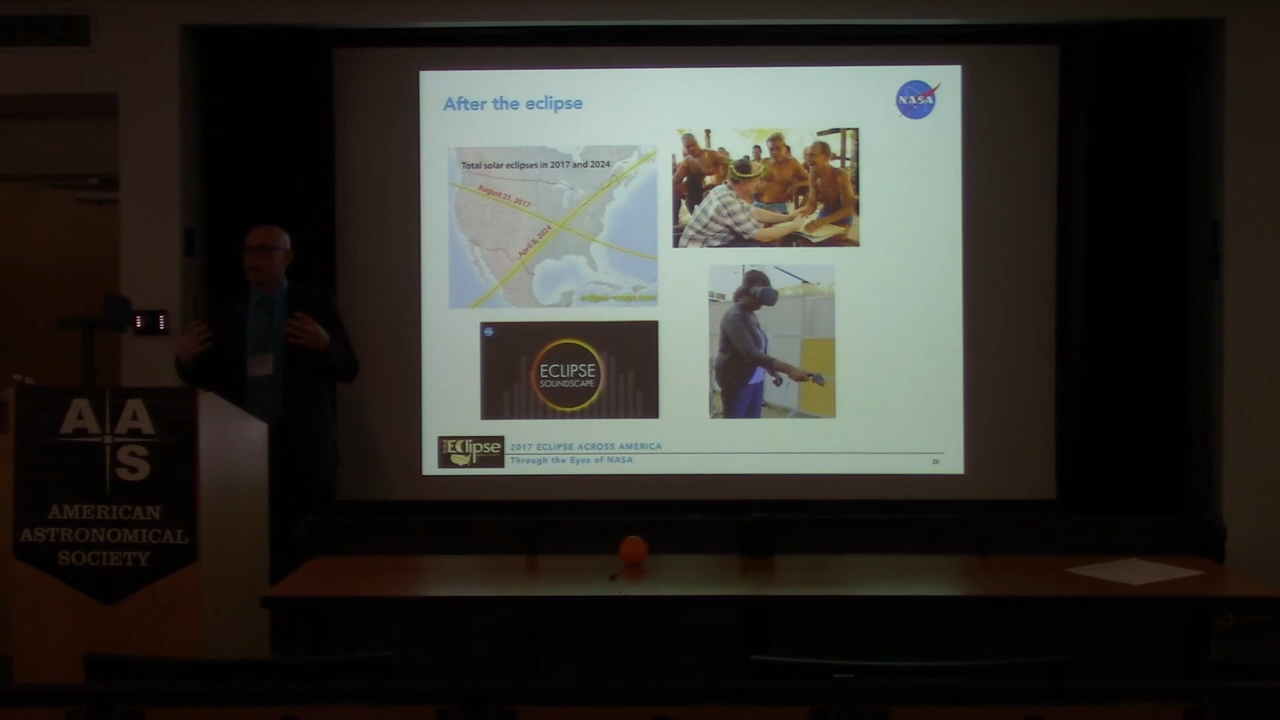 After the eclipse
NASA
Total solar eclipses in 2017 and 2024
August 21, 2017
April 8, 2024
eclipse-maps.com
ECLIPSE
SOUNDSCAPE
Eclipse
2017 ECLIPSE ACROSS AMERICA
Through the Eyes of NASA
26
A A
S
AMERICAN
ASTRONOMICAL
SOCIETY